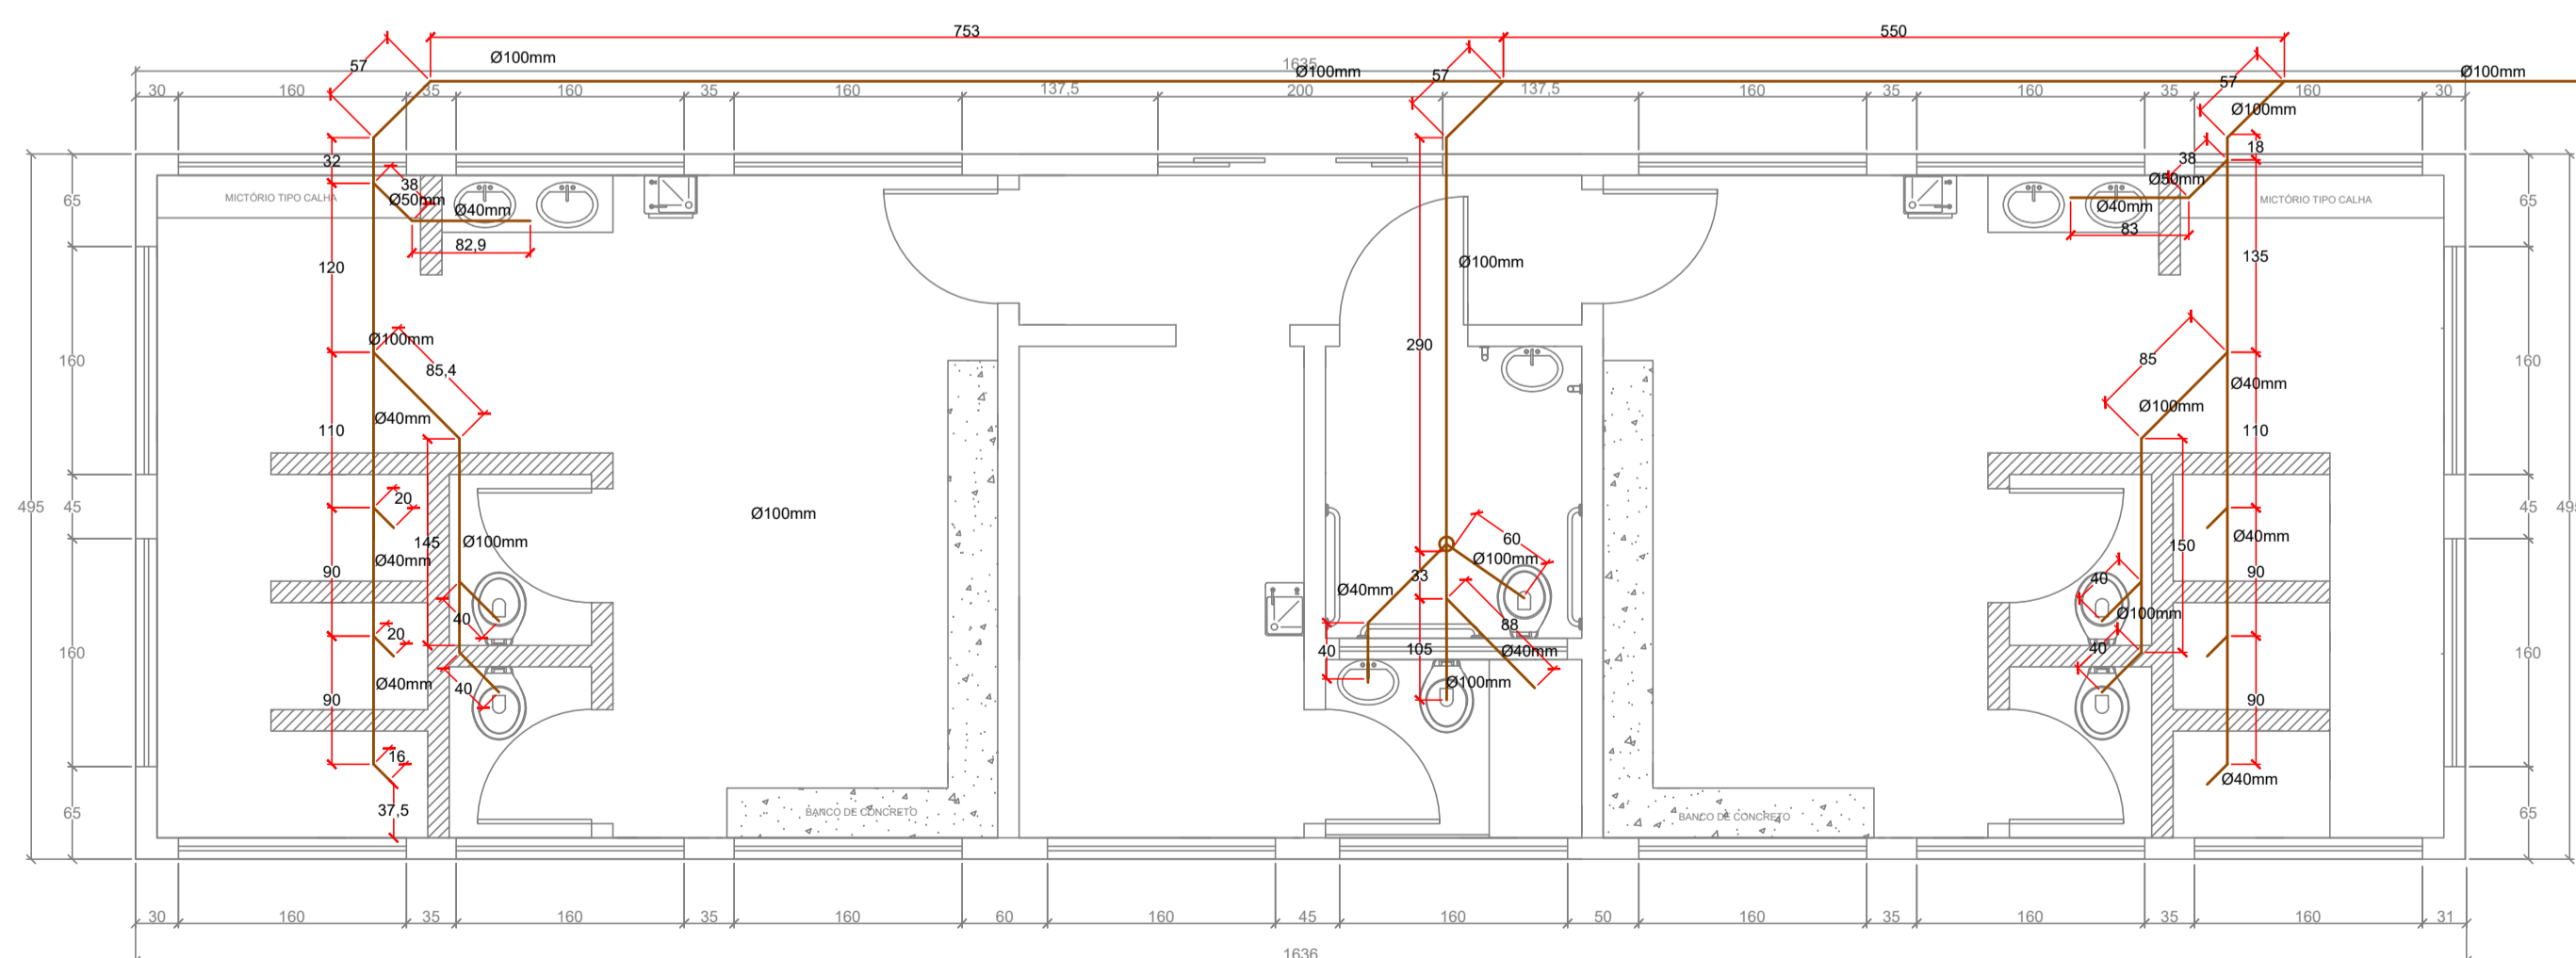 753
550
57
Ø100mm
1635
Ø100mm
57
57
Ø100mm
30
160
35
160
35
160
137,5
200
137,5
160
35
160
35
160
30
Ø100mm
32
38
18
38
Ø50mm
Ø50mm
MICTÓRIO TIPO CALHA
MICTÓRIO TIPO CALHA
65
65
Ø40mm
Ø40mm
82,9
83
120
Ø100mm
135
Ø100mm
290
160
85,4
85
160
Ø40mm
Ø40mm
Ø100mm
110
110
20
495
45
Ø100mm
45
495
145
Ø100mm
60
150
Ø40mm
Ø40mm
Ø100mm
90
33
40
90
Ø40mm
Ø100mm
40
88
20
160
40
105
Ø40mm
40
160
Ø40mm
40
Ø100mm
90
90
16
Ø40mm
37,5
65
BANCO DE CONCRETO
BANCO DE CONCRETO
65
30
160
35
160
35
160
60
160
45
160
50
160
35
160
35
160
31
1636